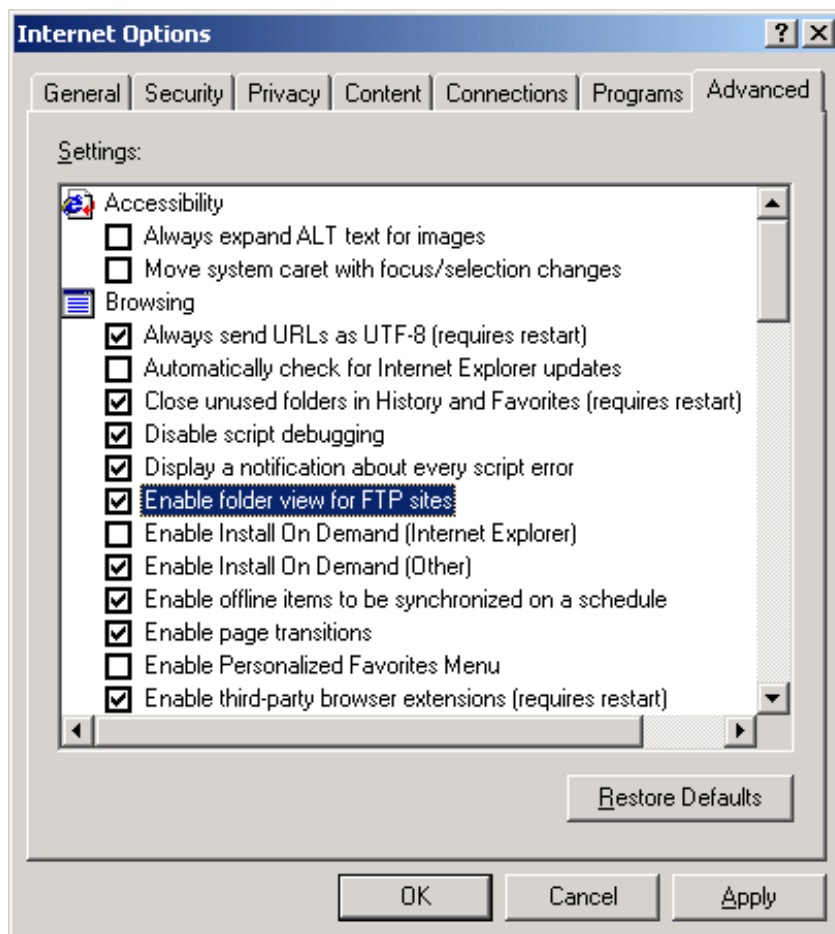 Internet Options
General Security Privacy Content Connections Programs Advanced
Settings:
Accessibility
Always expand ALT text for images
Move system caret with focus/selection changes
Browsing
Always send URLs as UTF-8 (requires restart)
Automatically check for Internet Explorer updates
Close unused folders in History and Favorites (requires restart)
Disable script debugging
Display a notification about every script error
Enable folder view for FTP sites
Enable Install On Demand (Internet Explorer)
Enable Install On Demand (Other)
Enable offline items to be synchronized on a schedule
Enable page transitions
Enable Personalized Favorites Menu
Enable third-party browser extensions (requires restart)
Restore Defaults
OK Cancel Apply